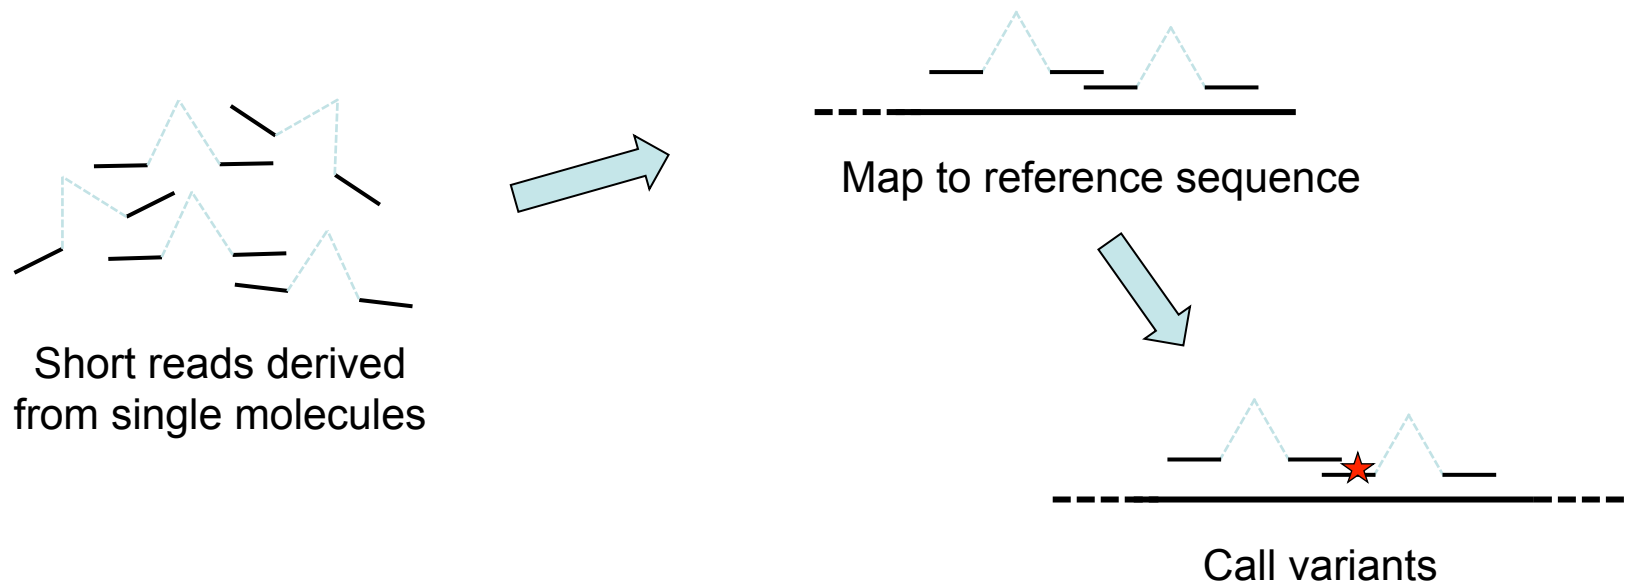 Short reads derived
from single molecules
Map to reference sequence
Call variants